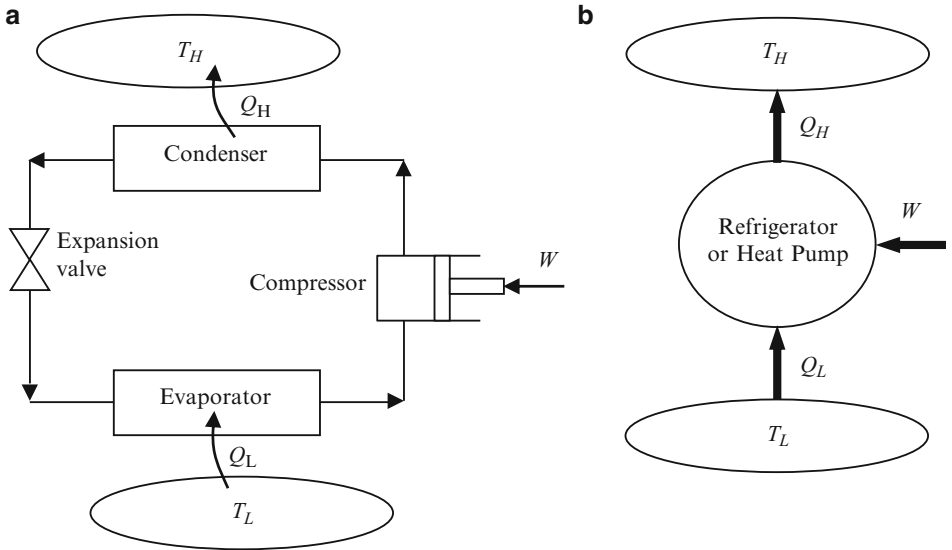 a
T_H
Q_H
Condenser
Expansion
valve
Compressor
W
Evaporator
Q_L
T_L
b
T_H
Q_H
W
Refrigerator
or Heat Pump
Q_L
T_L